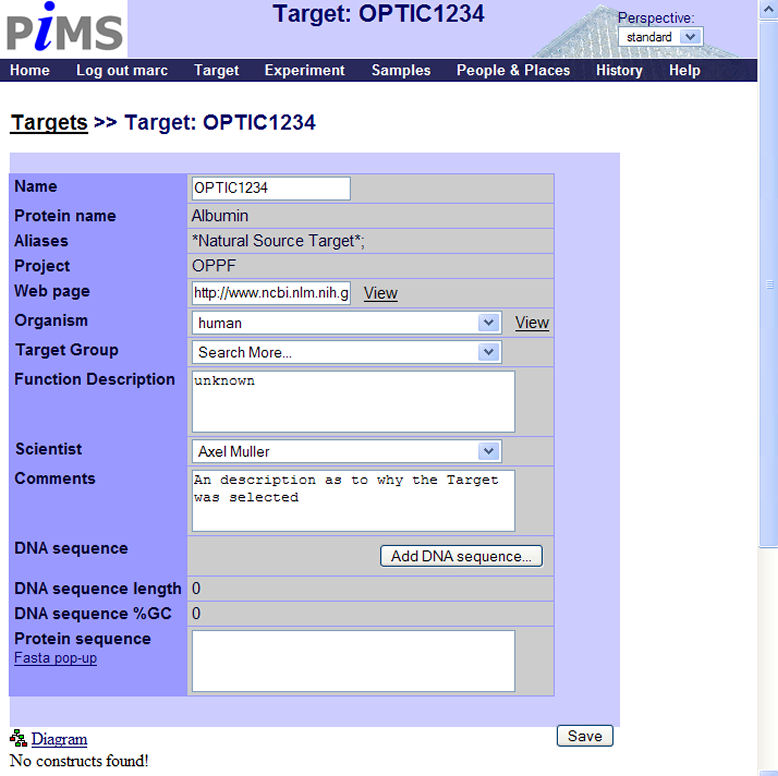 PiMS
Target: OPTIC1234
Perspective:
standard
Home Log out marc Target Experiment Samples People & Places History Help
Targets >> Target: OPTIC1234
Name OPTIC1234
Protein name Albumin
Aliases *Natural Source Target*;
Project OPPF
Web page http://www.ncbi.nlm.nih.g View
Organism human View
Target Group Search More...
Function Description unknown
Scientist Axel Muller
Comments An description as to why the Target
was selected
DNA sequence Add DNA sequence...
DNA sequence length 0
DNA sequence %GC 0
Protein sequence
Fasta pop-up
Diagram Save
No constructs found!